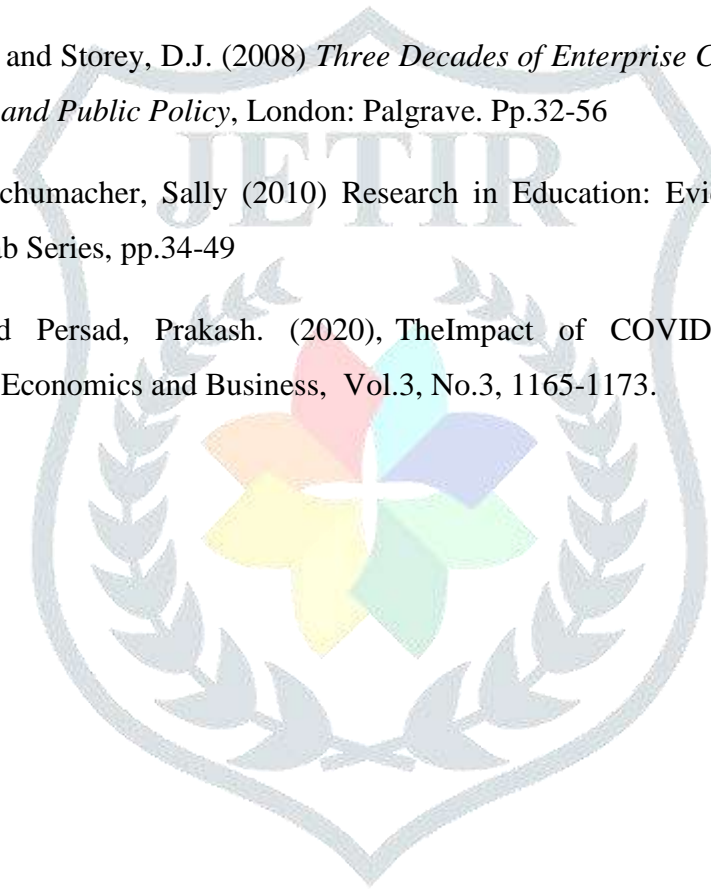 and Storey, D.J. (2008) Three Decades of Enterprise C
and Public Policy, London: Palgrave. Pp.32-56
JETIR
chumacher, Sally (2010) Research in Education: Evi
ab Series, pp.34-49
d Persad, Prakash. (2020), TheImpact of COVID
Economics and Business, Vol.3, No.3, 1165-1173.